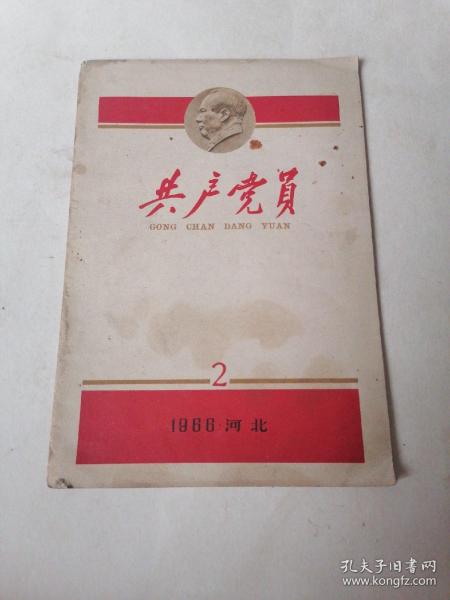 共产党員
GONG CHAN DANG YUAN
2
1966·河北
孔夫子旧书网
www.kongfz.com